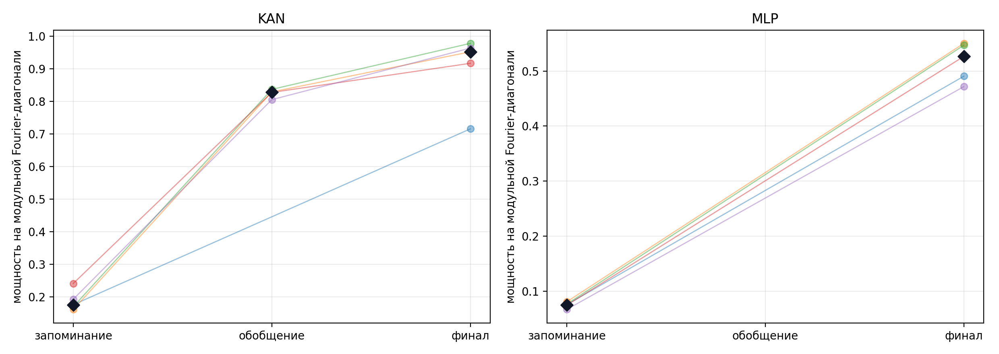 KAN
мощность на модульной Fourier-диагонали
1.0
0.9
0.8
0.7
0.6
0.5
0.4
0.3
0.2
запоминание
обобщение
финал
MLP
мощность на модульной Fourier-диагонали
0.5
0.4
0.3
0.2
0.1
запоминание
обобщение
финал